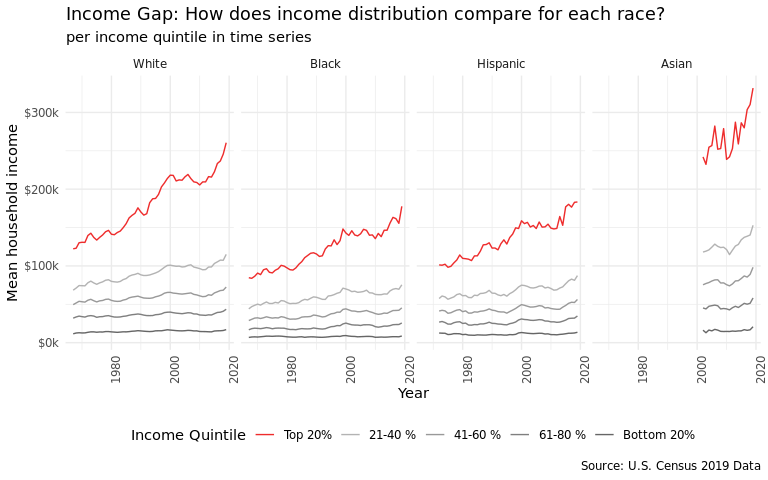 Income Gap: How does income distribution compare for each race?
per income quintile in time series
White
Black
Hispanic
Asian
Mean household income
$300k
$200k
$100k
$0k
1980
2000
2020
1980
2000
2020
1980
2000
2020
1980
2000
2020
Year
Income Quintile
Top 20%
21-40 %
41-60 %
61-80 %
Bottom 20%
Source: U.S. Census 2019 Data